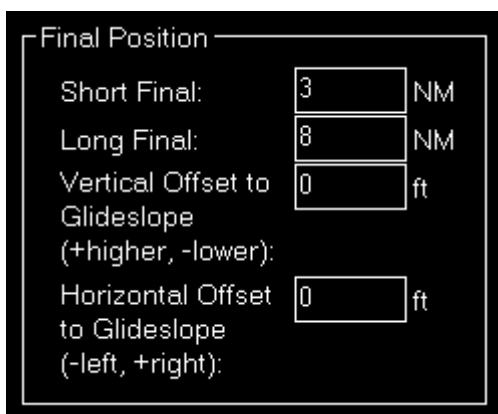 Final Position
Short Final: 3 NM
Long Final: 8 NM
Vertical Offset to 0 ft
Glideslope
(+higher, -lower):
Horizontal Offset 0 ft
to Glideslope
(-left, +right):